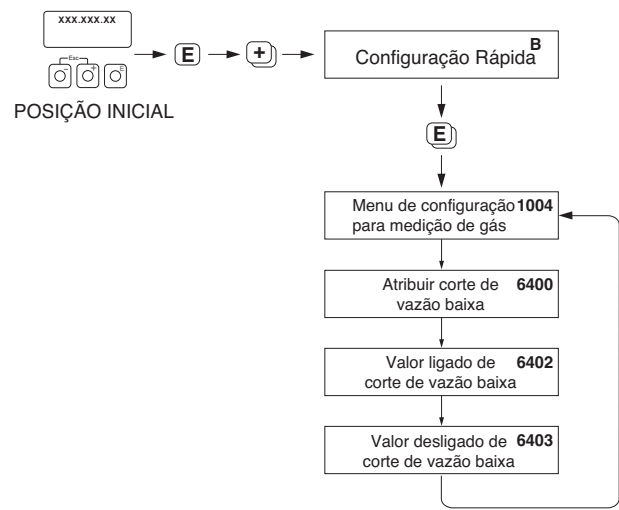 xxx.xxx.xx
Esc
- + E
POSIÇÃO INICIAL
E
+
B
Configuração Rápida
E
Menu de configuração 1004
para medição de gás
Atribuir corte de 6400
vazão baixa
Valor ligado de 6402
corte de vazão baixa
Valor desligado de 6403
corte de vazão baixa